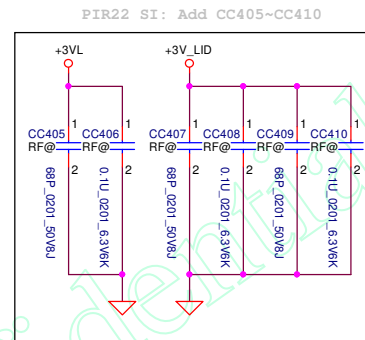 PIR22 SI: Add CC405~CC410
+3VL
+3V_LID
1 1 1 1 1 1
CC405 CC406 CC407 CC408 CC409 CC410
RF@ RF@ RF@ RF@ RF@ RF@
2 2 2 2 2 2
68P_0201_50V8J
0.1U_0201_6.3V6K
68P_0201_50V8J
0.1U_0201_6.3V6K
68P_0201_50V8J
0.1U_0201_6.3V6K